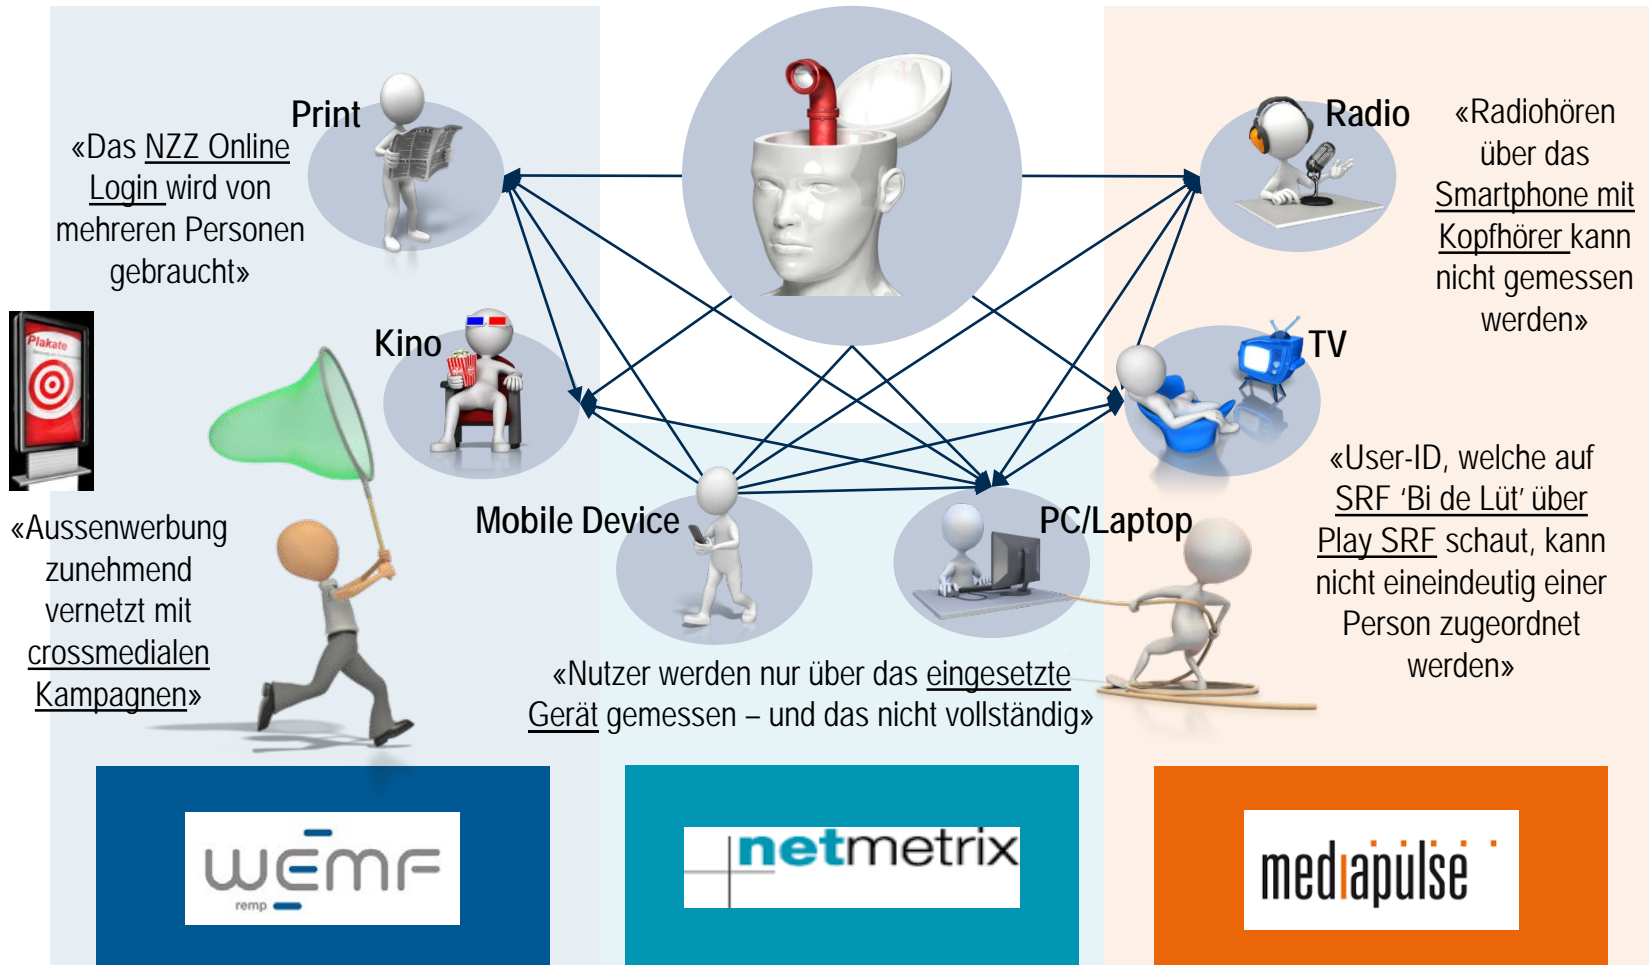 Print
«Das NZZ Online
Login wird von
mehreren Personen
gebraucht»
Radio
«Radiohören
über das
Smartphone mit
Kopfhörer kann
nicht gemessen
werden»
Plakate
Kino
TV
«Aussenwerbung
zunehmend
vernetzt mit
crossmedialen
Kampagnen»
Mobile Device
PC/Laptop
«User-ID, welche auf
SRF ‘Bi de Lüt’ über
Play SRF schaut, kann
nicht eineindeutig einer
Person zugeordnet
werden»
«Nutzer werden nur über das eingesetzte
Gerät gemessen – und das nicht vollständig»
WEMF
remp
netmetrix
mediapulse